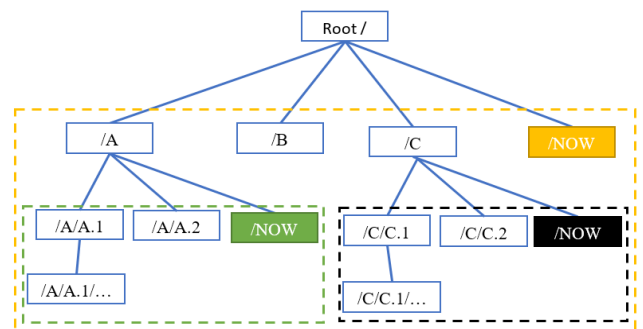 Root /
/A
/B
/C
/NOW
/A/A.1
/A/A.2
/NOW
/C/C.1
/C/C.2
/NOW
/A/A.1/…
/C/C.1/…